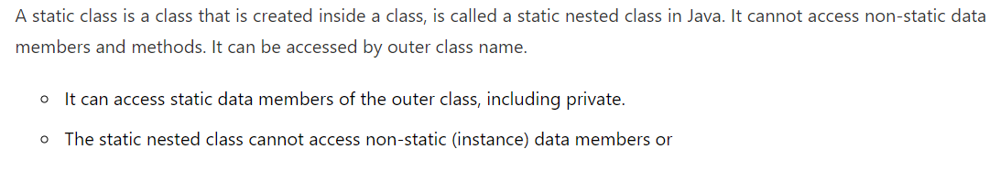 A static class is a class that is created inside a class, is called a static nested class in Java. It cannot access non-static data
members and methods. It can be accessed by outer class name.
It can access static data members of the outer class, including private.
The static nested class cannot access non-static (instance) data members or